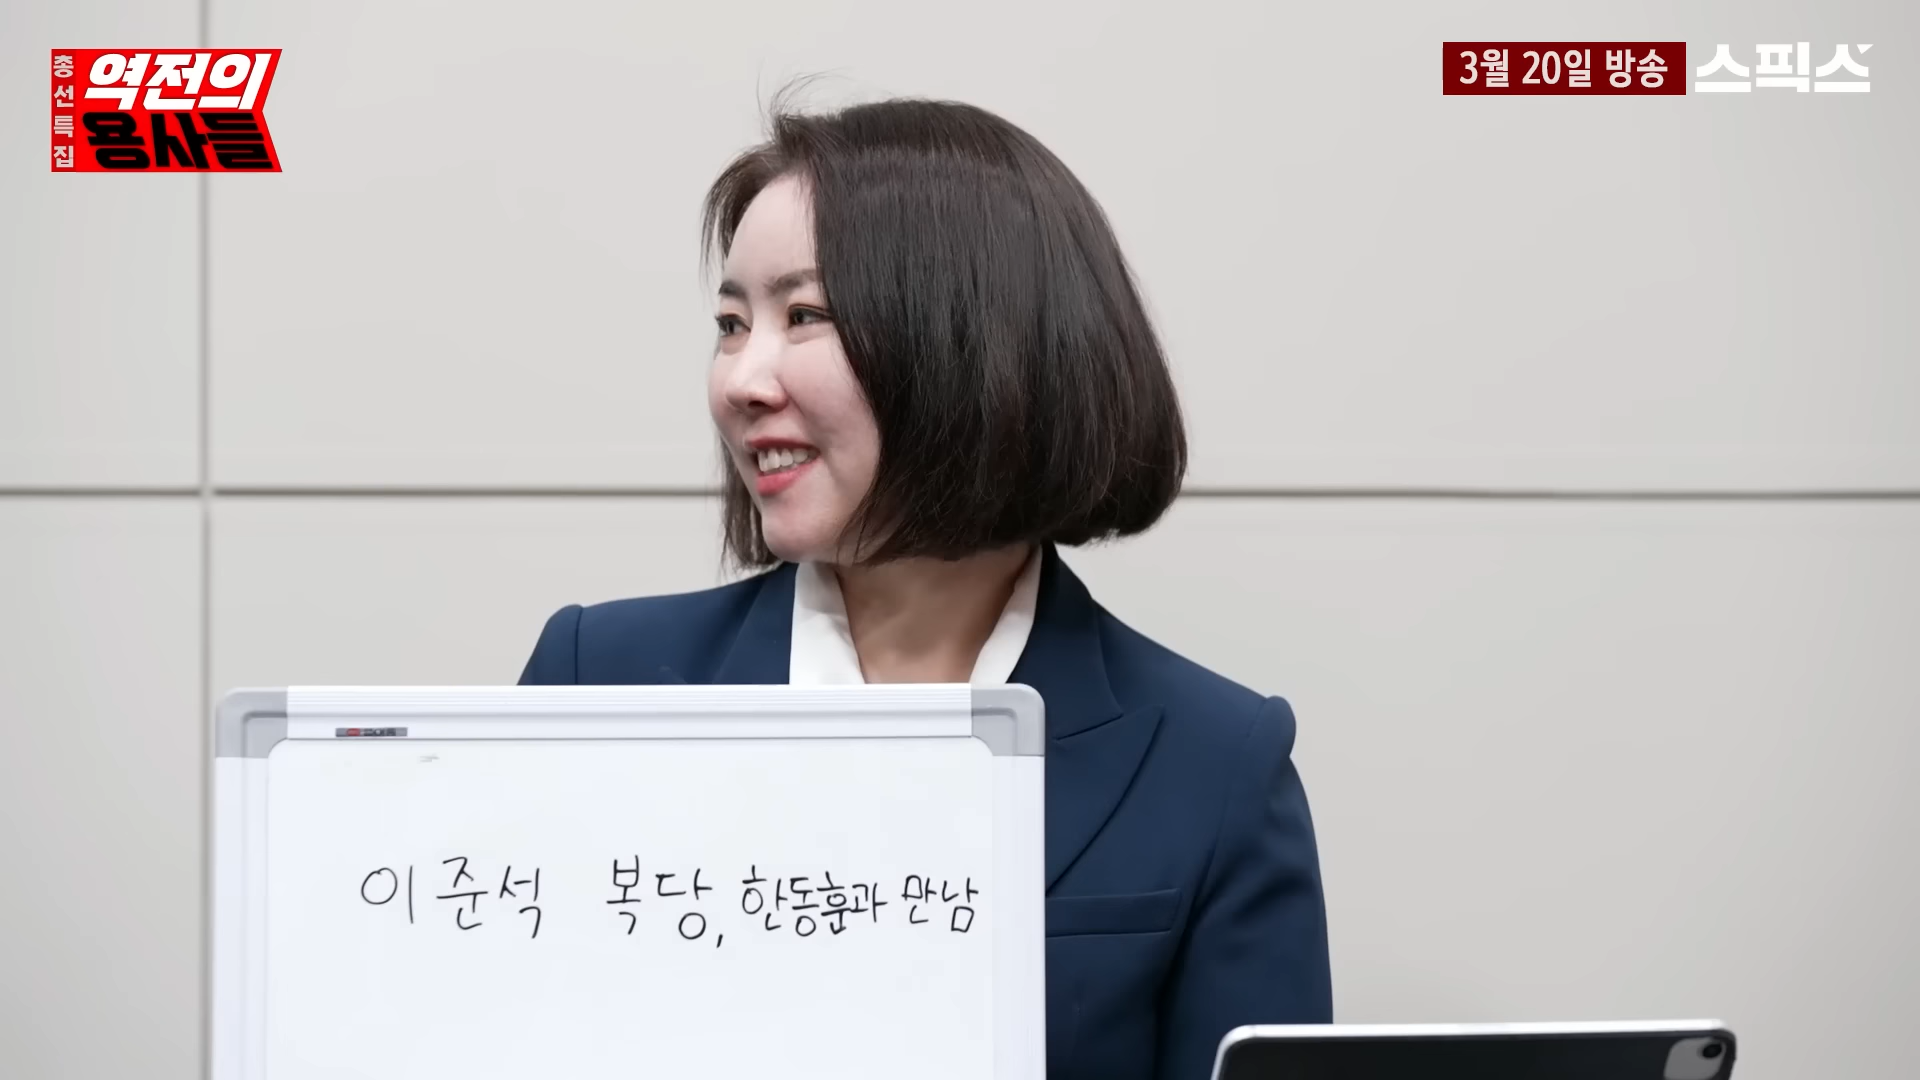 총선특집
역전의
용사들
3월 20일 방송 스픽스
이준석 복당, 한동훈과 만남